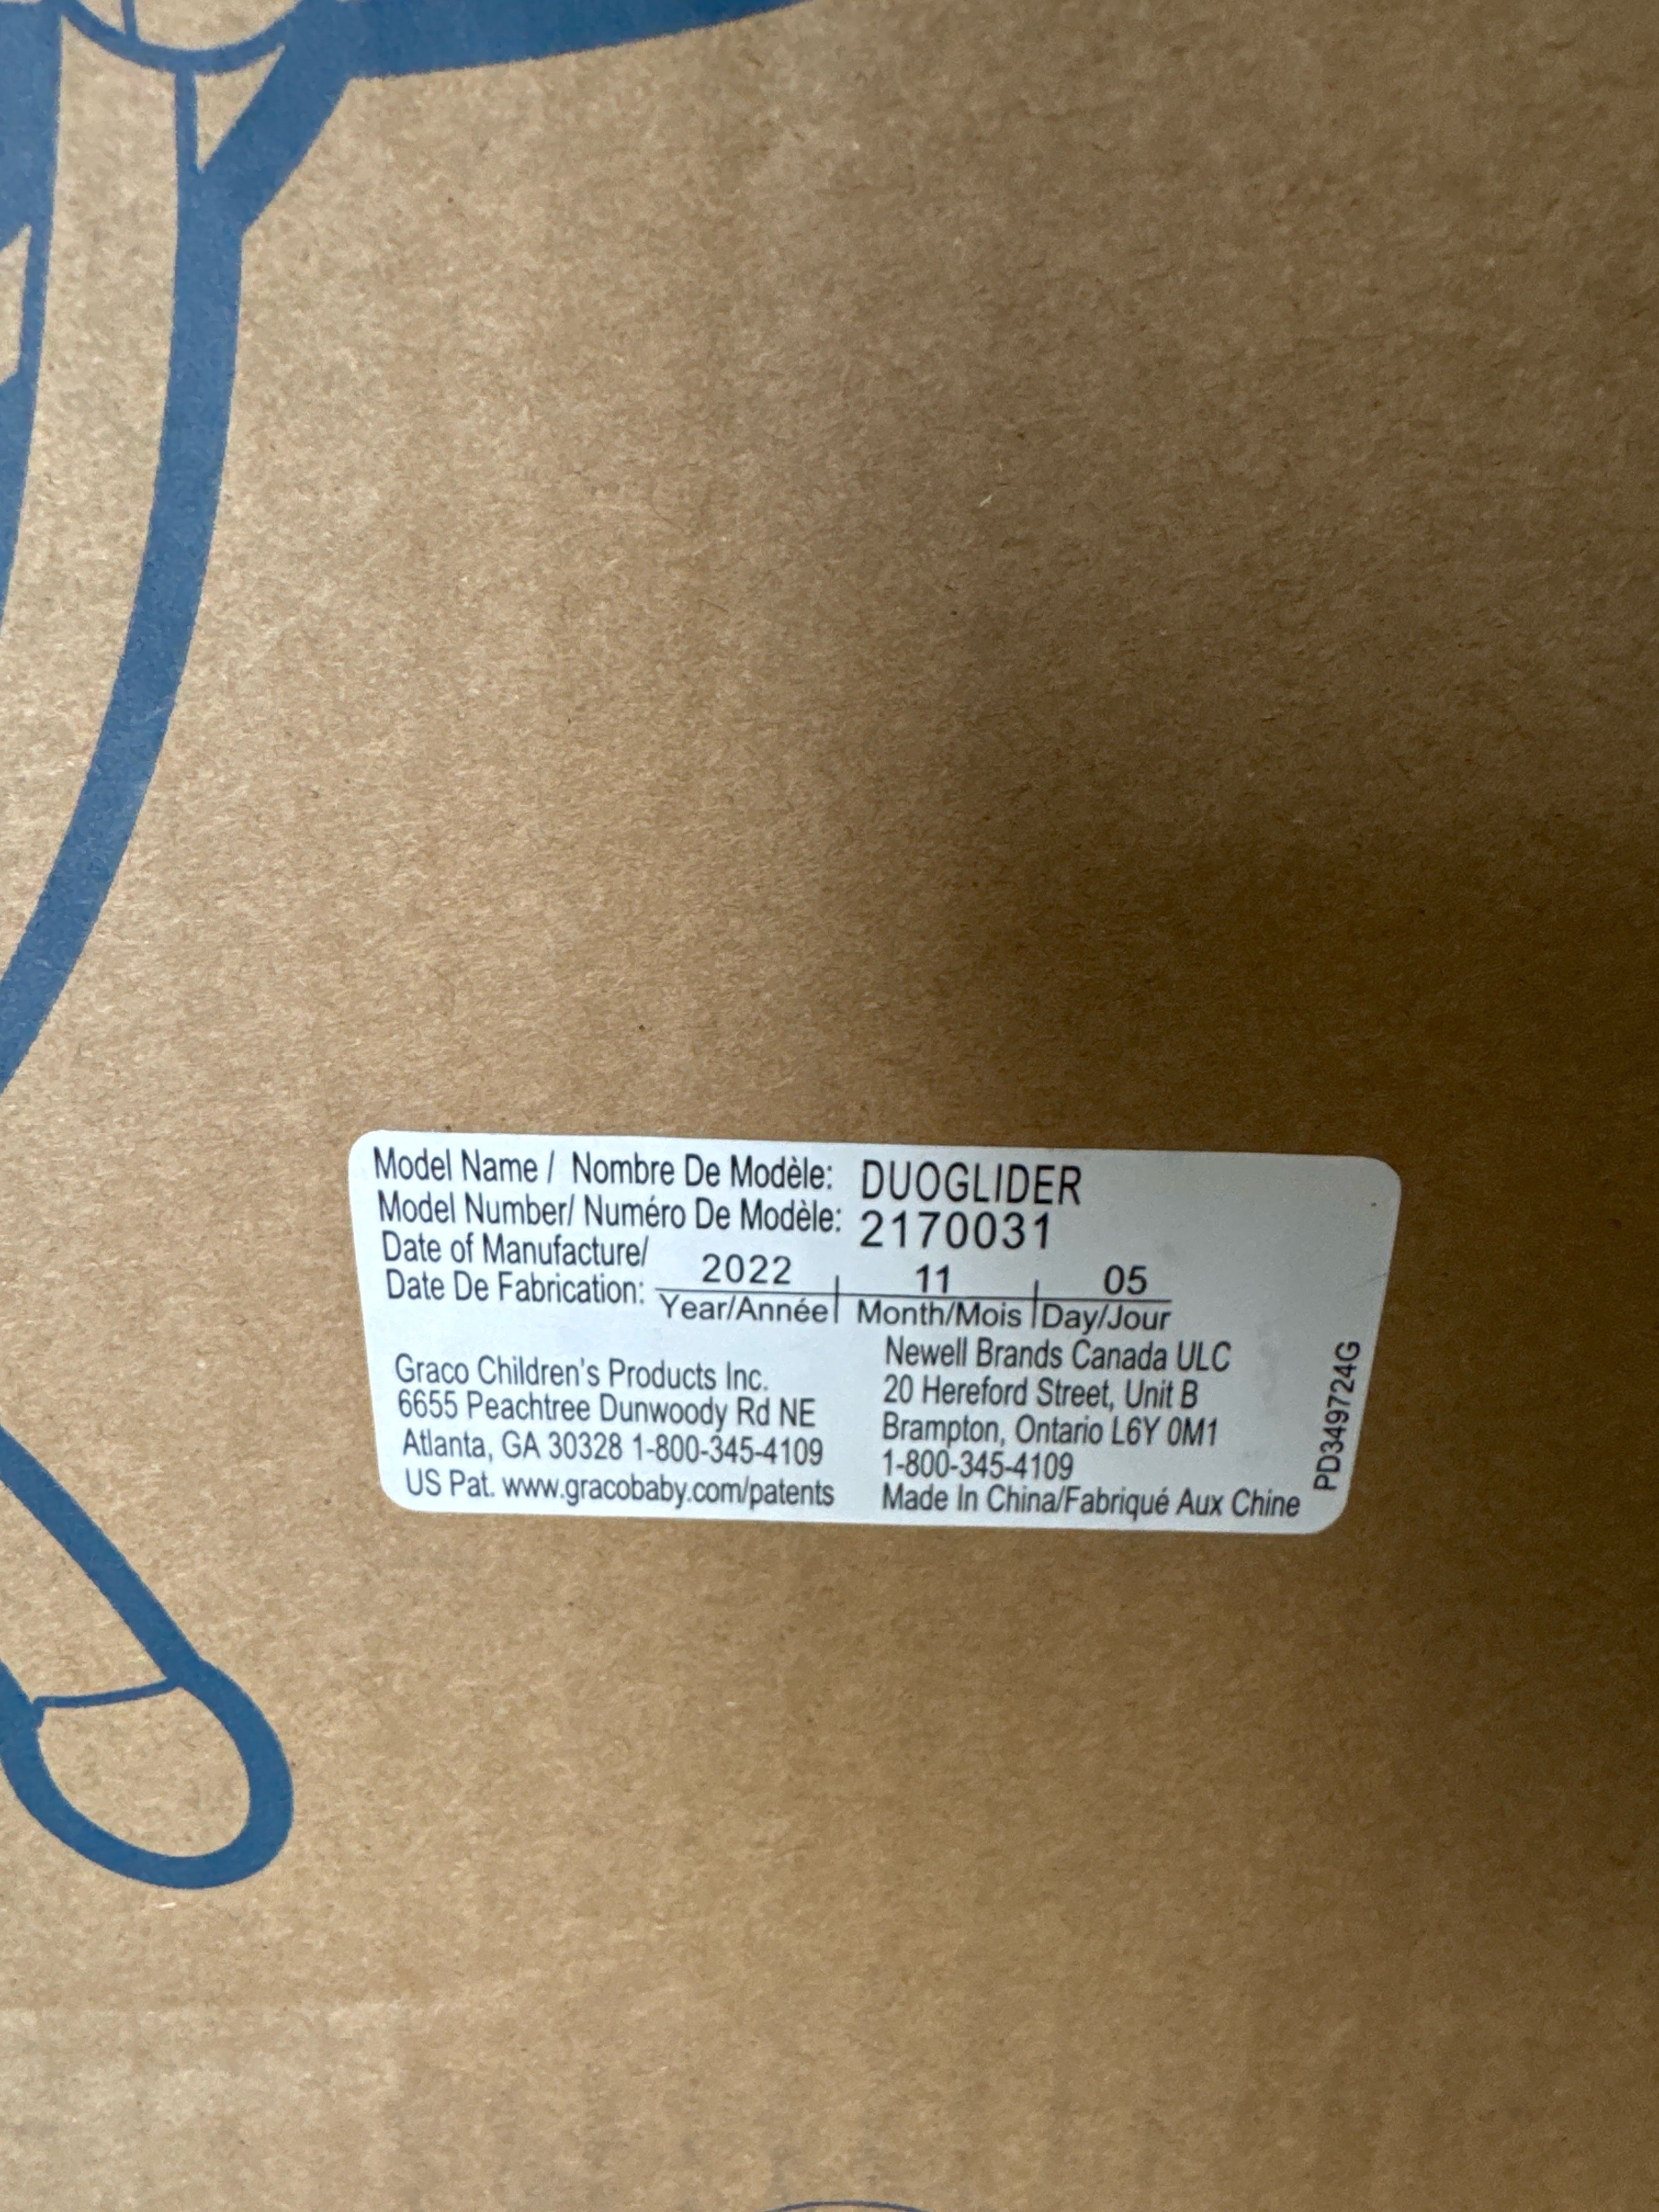 Model Name / Nombre De Modèle: DUOGLIDER
Model Number/ Numéro De Modèle: 2170031
Date of Manufacture/
Date De Fabrication: 2022 11 05
Year/Année Month/Mois Day/Jour
Graco Children's Products Inc.
6655 Peachtree Dunwoody Rd NE
Atlanta, GA 30328 1-800-345-4109
US Pat. www.gracobaby.com/patents
Newell Brands Canada ULC
20 Hereford Street, Unit B
Brampton, Ontario L6Y 0M1
1-800-345-4109
Made In China/Fabriqué Aux Chine
PD349724G